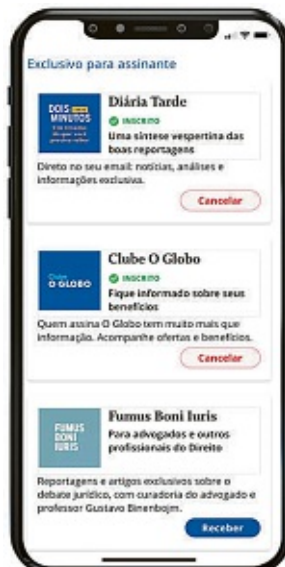 Exclusivo para assinante
DOIS
MINUTOS
Diária Tarde
INSCRITO
Uma síntese vespertina das
boas reportagens
Direto no seu email: notícias, análises e
informações exclusiva.
Cancelar
Clube
O GLOBO
Clube O Globo
INSCRITO
Fique informado sobre seus
benefícios
Quem assina O Globo tem muito mais que
informação. Acompanhe ofertas e benefícios.
Cancelar
FUMUS
BONI
IURIS
Fumus Boni Iuris
Para advogados e outros
profissionais do Direito
Reportagens e artigos exclusivos sobre o
debate jurídico, com curadoria do advogado e
professor Gustavo Binenbojm.
Receber